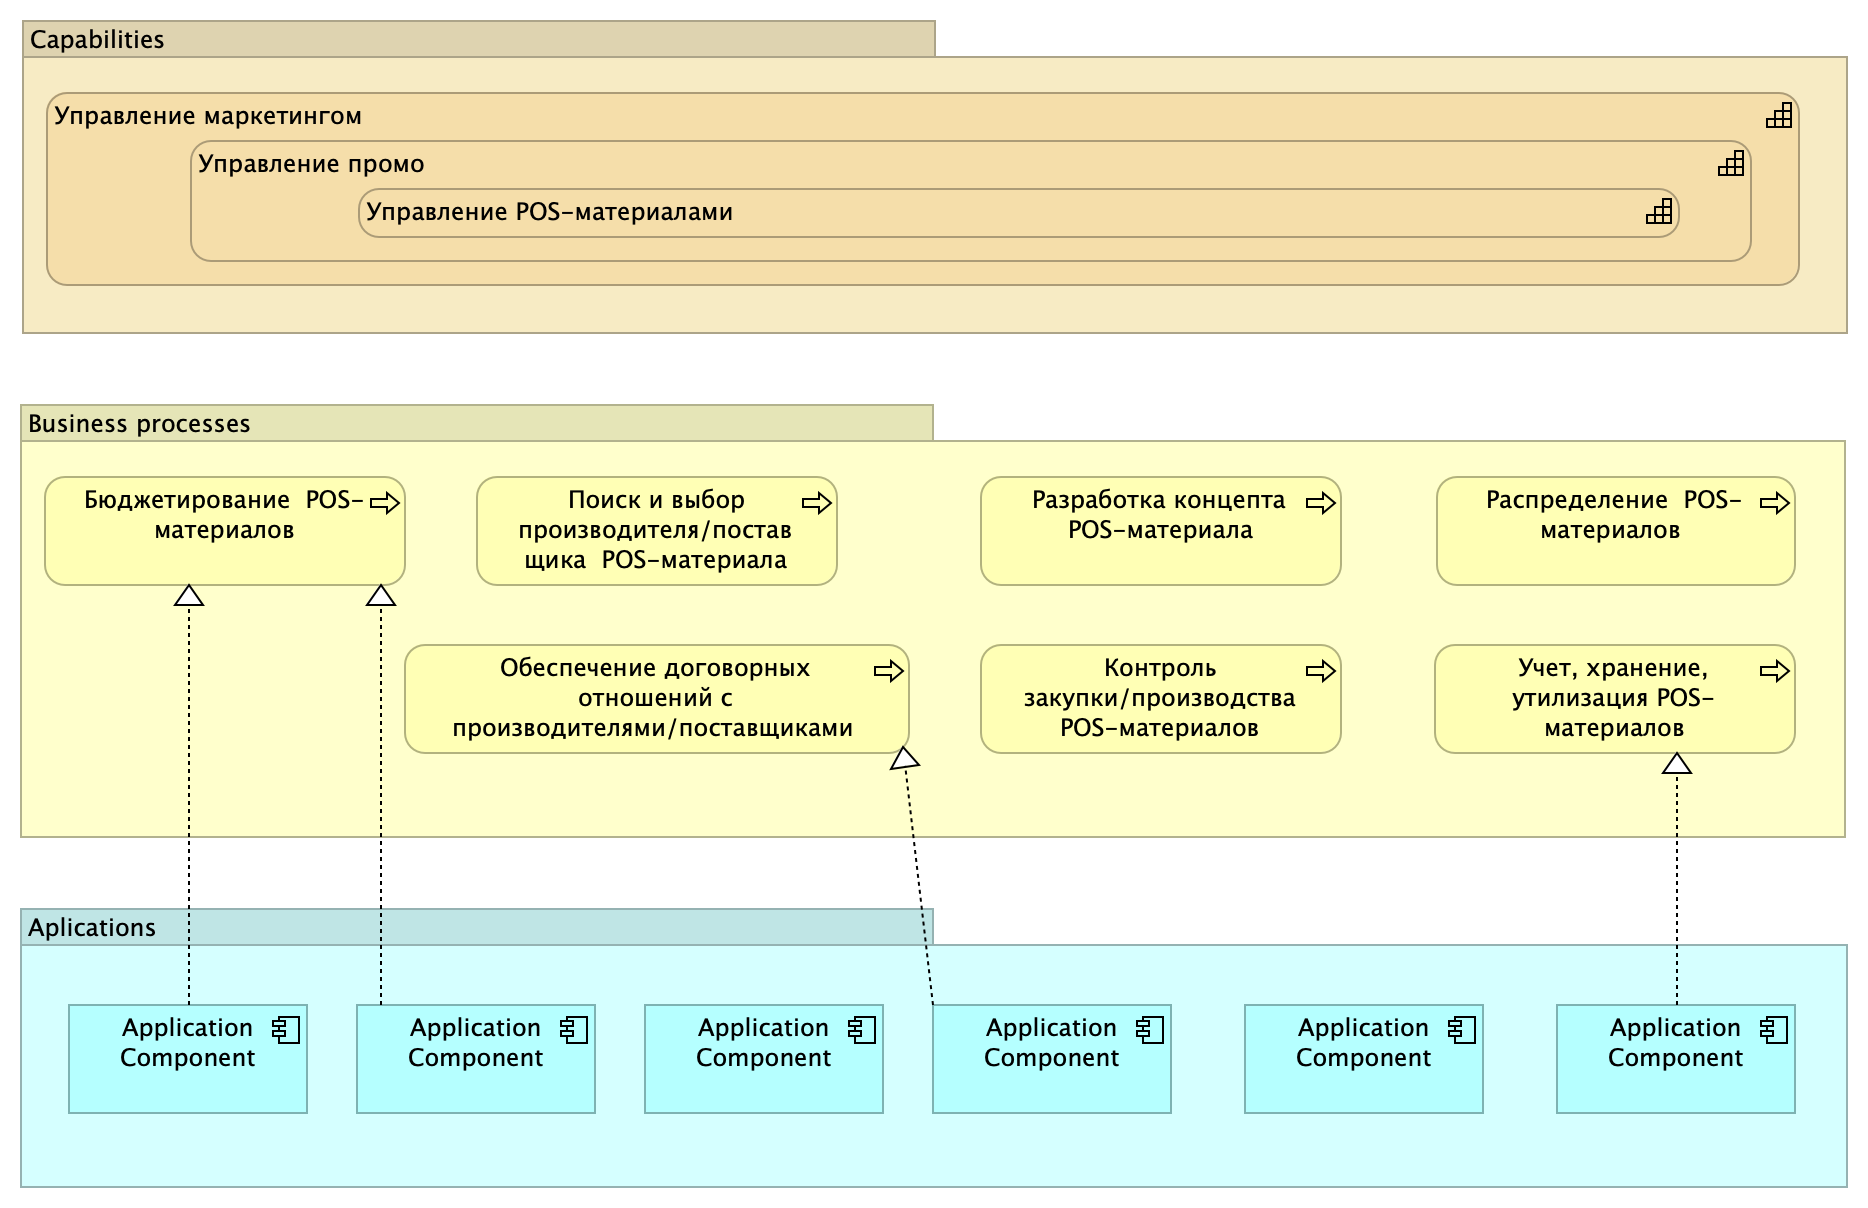 Capabilities
Управление маркетингом
Управление промо
Управление POS-материалами
Business processes
Бюджетирование  POS-
материалов
Поиск и выбор
производителя/постав
щика  POS-материала
Разработка концепта
POS-материала
Распределение  POS-
материалов
Обеспечение договорных
отношений с
производителями/поставщиками
Контроль
закупки/производства
POS-материалов
Учет, хранение,
утилизация POS-
материалов
Aplications
Application
Component
Application
Component
Application
Component
Application
Component
Application
Component
Application
Component